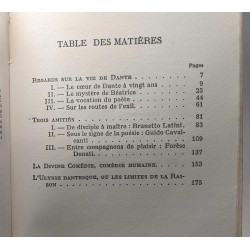 TABLE DES MATIÈRES
Pages
REGARDS SUR LA VIE DE DANTE 7
I. — Le cœur de Dante à vingt ans 9
II. — Le mystère de Béatrice 23
III. — La vocation du poète 44
IV. — Sur les routes de l'exil 61
TROIS AMITIÉS 81
I. — De disciple à maître : Brunetto Latini 83
II. — Sous le signe de la poésie : Guido Caval-
canti 109
III. — Entre compagnons de plaisir : Forèse
Donati 137
LA DIVINE COMÉDIE, COMÉDIE HUMAINE 153
L'ULYSSE DANTESQUE, OU LES LIMITES DE LA RAI-
SON 175